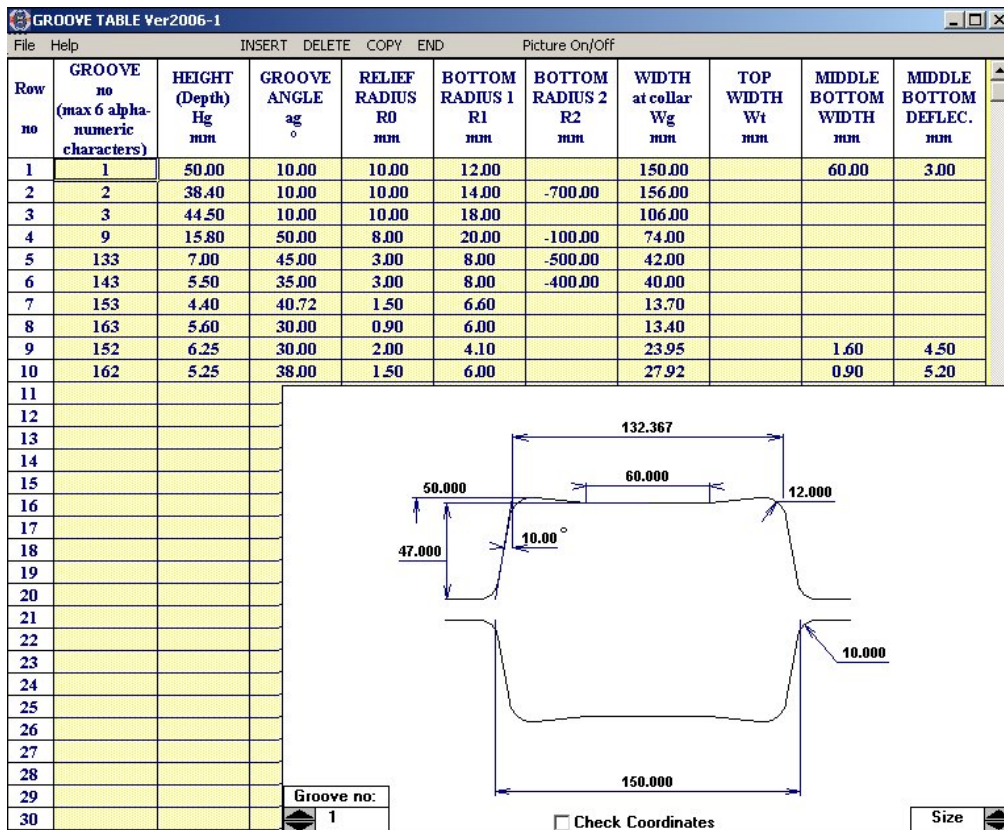 GROOVE TABLE Ver2006-1
File Help INSERT DELETE COPY END Picture On/Off
Row no GROOVE no (max 6 alpha-numeric characters) HEIGHT (Depth) Hg mm GROOVE ANGLE ag ° RELIEF RADIUS R0 mm BOTTOM RADIUS 1 R1 mm BOTTOM RADIUS 2 R2 mm WIDTH at collar Wg mm TOP WIDTH Wt mm MIDDLE BOTTOM WIDTH mm MIDDLE BOTTOM DEFLEC. mm
1 1 50.00 10.00 10.00 12.00 150.00 60.00 3.00
2 2 38.40 10.00 10.00 14.00 -700.00 156.00
3 3 44.50 10.00 10.00 18.00 106.00
4 9 15.80 50.00 8.00 20.00 -100.00 74.00
5 133 7.00 45.00 3.00 8.00 -500.00 42.00
6 143 5.50 35.00 3.00 8.00 -400.00 40.00
7 153 4.40 40.72 1.50 6.60 13.70
8 163 5.60 30.00 0.90 6.00 13.40
9 152 6.25 30.00 2.00 4.10 23.95 1.60 4.50
10 162 5.25 38.00 1.50 6.00 27.92 0.90 5.20
11
12
13
14
15
16
17
18
19
20
21
22
23
24
25
26
27
28
29
30
132.367
60.000
50.000
12.000
10.00°
47.000
10.000
150.000
Groove no:
1
Check Coordinates
Size